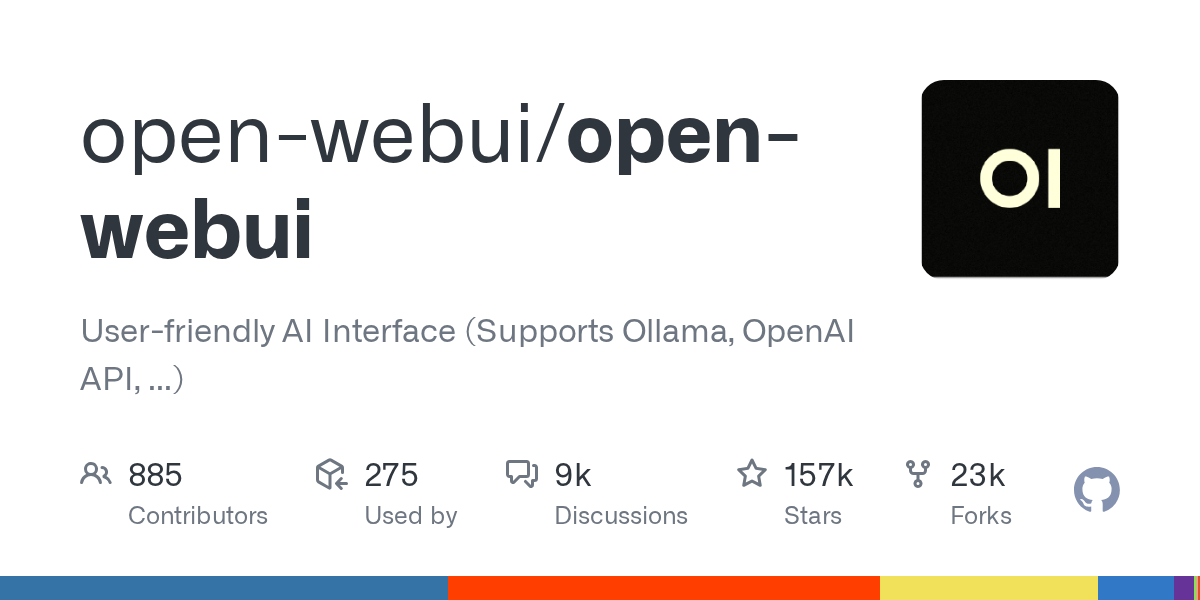 open-webui/open-
webui
OI
User-friendly AI Interface (Supports Ollama, OpenAI
API, ...)
885 275 9k 157k 23k
Contributors Used by Discussions Stars Forks